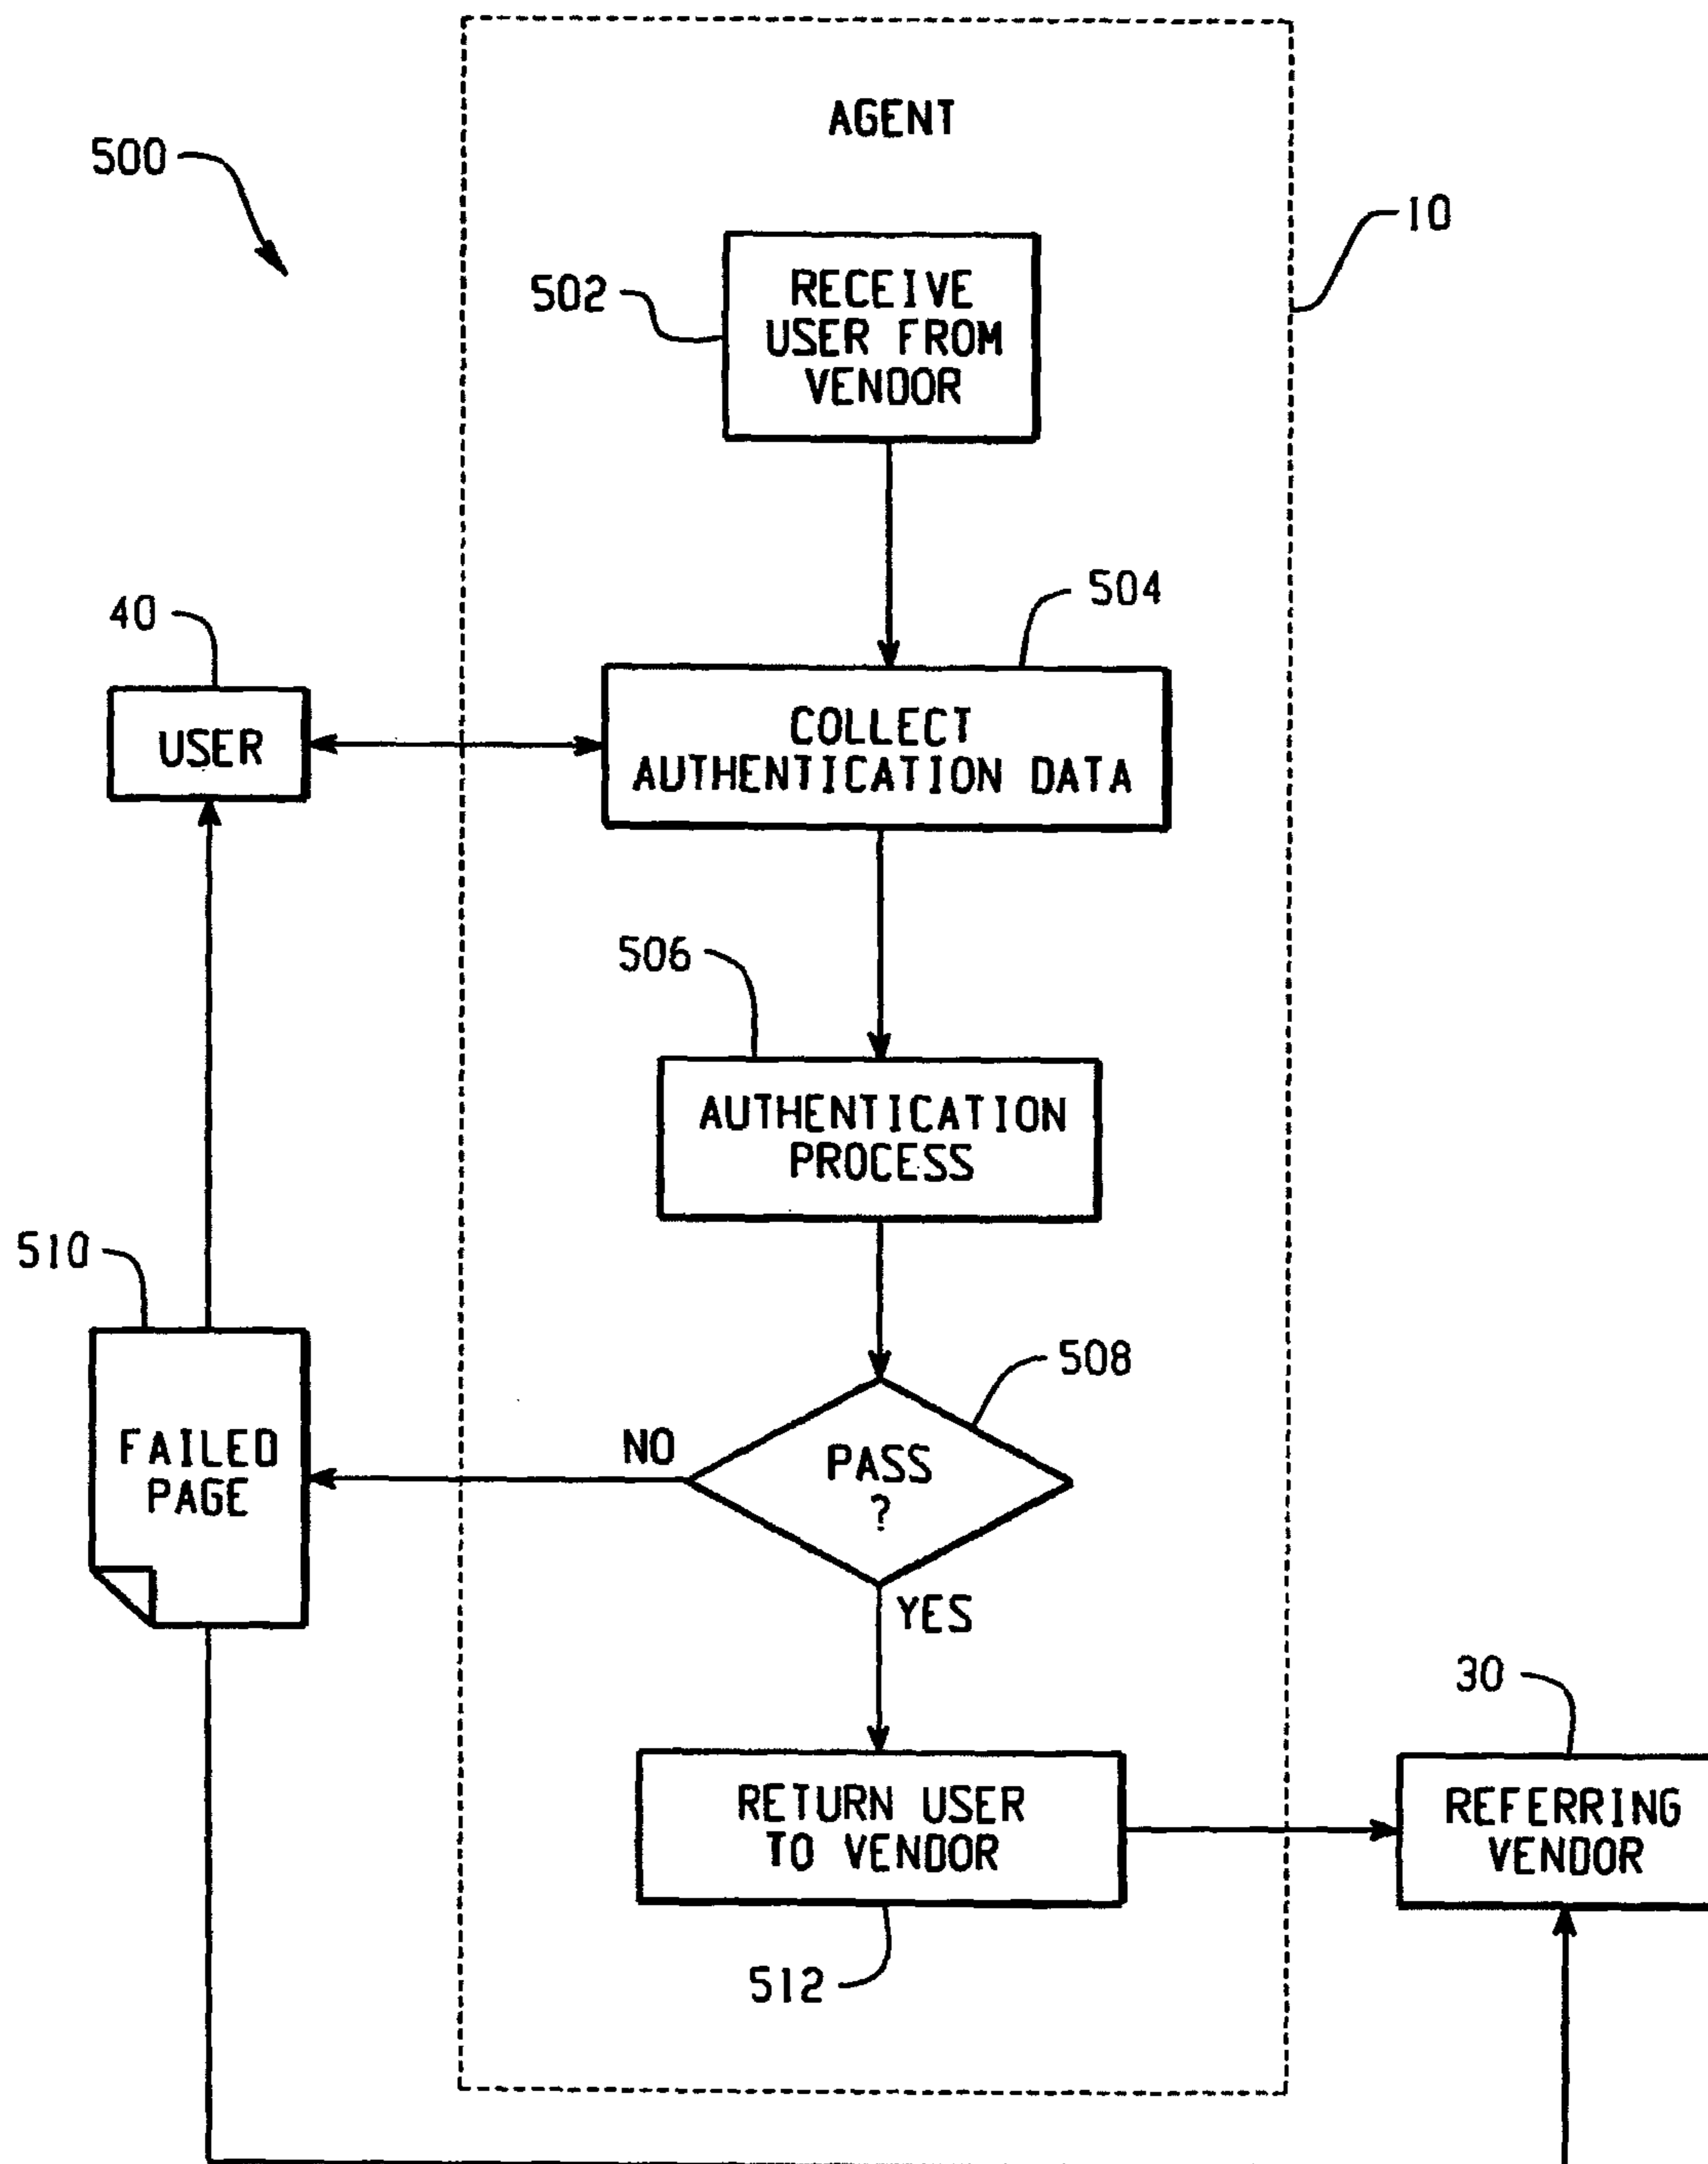 AGENT
500
10
502
RECEIVE
USER FROM
VENDOR
504
40
USER
COLLECT
AUTHENTICATION DATA
506
AUTHENTICATION
PROCESS
510
508
FAILED
PAGE
NO
PASS
?
YES
30
RETURN USER
TO VENDOR
REFERRING
VENDOR
512